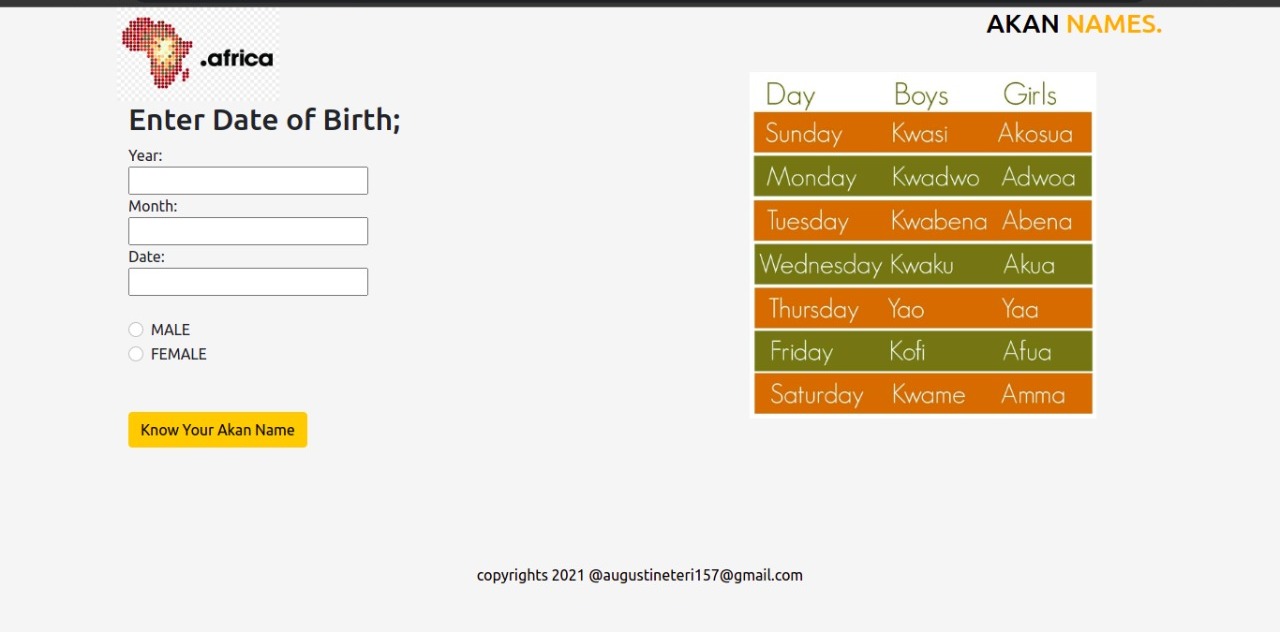 .africa
AKAN NAMES.
Enter Date of Birth;
Year:
Month:
Date:
MALE
FEMALE
Know Your Akan Name
Day Boys Girls
Sunday Kwasi Akosua
Monday Kwadwo Adwoa
Tuesday Kwabena Abena
Wednesday Kwaku Akua
Thursday Yao Yaa
Friday Kofi Afua
Saturday Kwame Amma
copyrights 2021 @augustineteri157@gmail.com